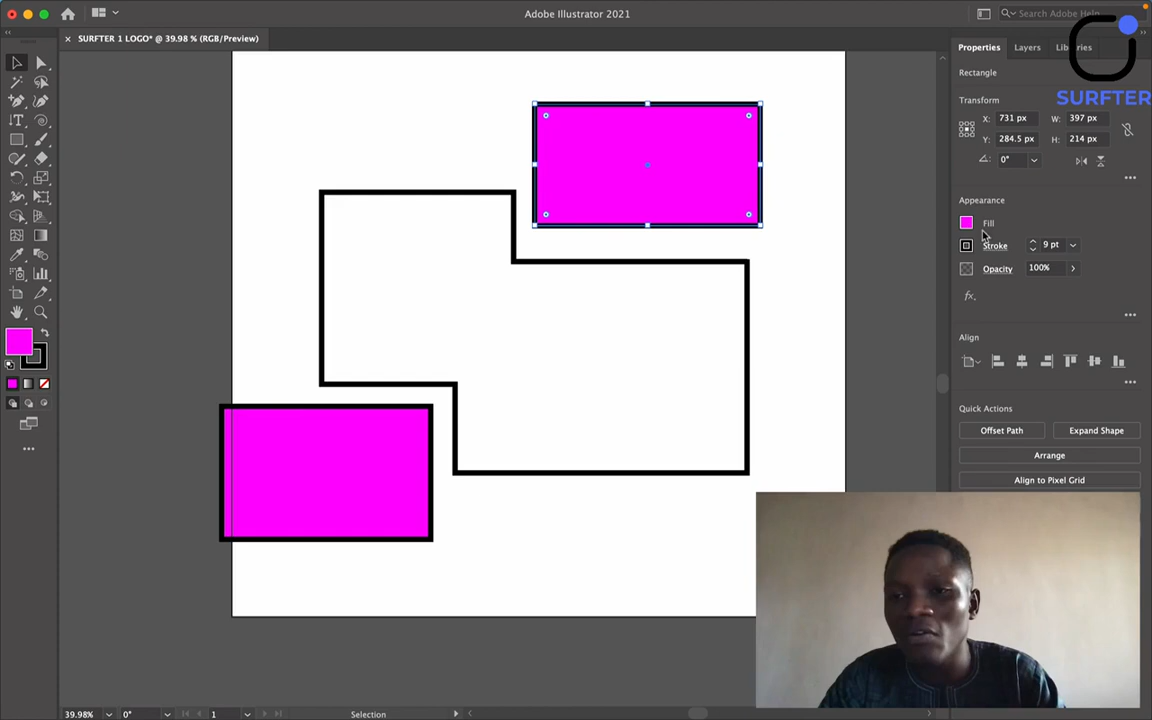 Adobe Illustrator 2021
Search Adobe Help
× SURFTER 1 LOGO* @ 39.98 % (RGB/Preview)
Properties Layers Libraries
SURFTER
Rectangle
Transform
X: 731 px W: 397 px
Y: 284.5 px H: 214 px
0°
Appearance
Fill
Stroke 9 pt
Opacity 100%
fx.
Align
Quick Actions
Offset Path Expand Shape
Arrange
Align to Pixel Grid
39.98% 0° 1 Selection